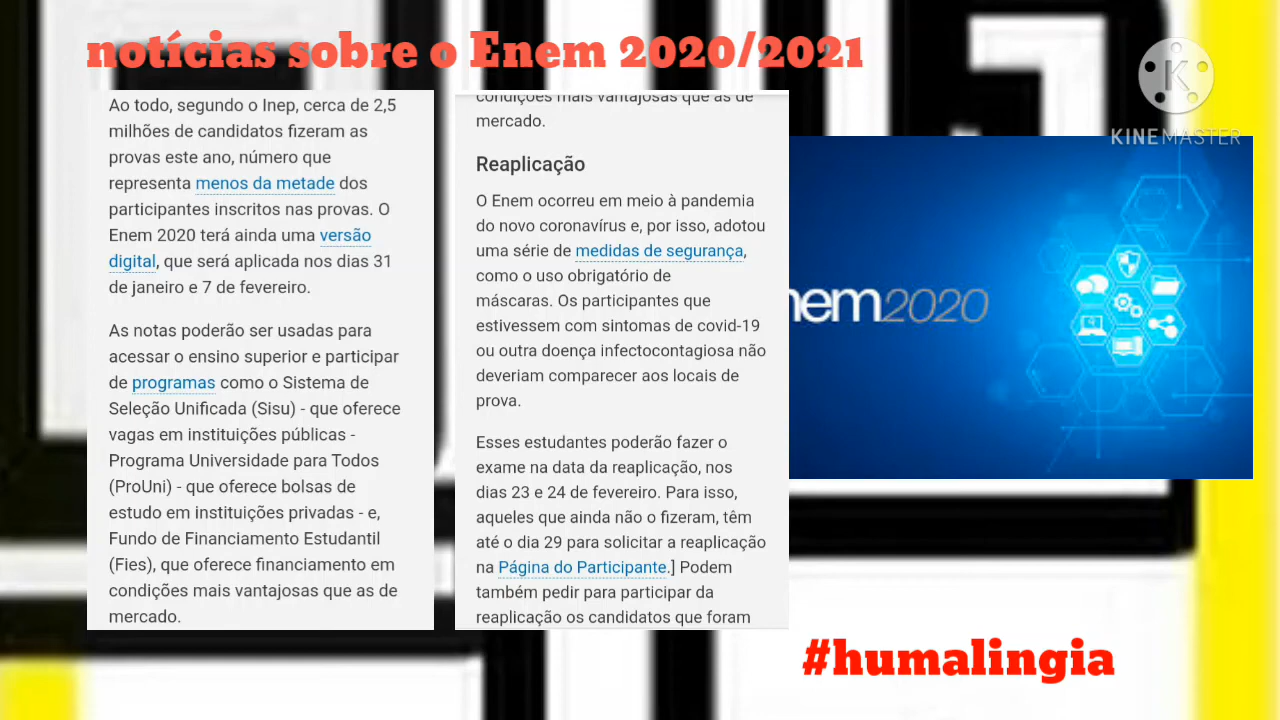 notícias sobre o Enem 2020/2021
Ao todo, segundo o Inep, cerca de 2,5
milhões de candidatos fizeram as
provas este ano, número que
representa menos da metade dos
participantes inscritos nas provas. O
Enem 2020 terá ainda uma versão
digital, que será aplicada nos dias 31
de janeiro e 7 de fevereiro.
As notas poderão ser usadas para
acessar o ensino superior e participar
de programas como o Sistema de
Seleção Unificada (Sisu) - que oferece
vagas em instituições públicas -
Programa Universidade para Todos
(ProUni) - que oferece bolsas de
estudo em instituições privadas - e,
Fundo de Financiamento Estudantil
(Fies), que oferece financiamento em
condições mais vantajosas que as de
mercado.
condições mais vantajosas que as de
mercado.
Reaplicação
O Enem ocorreu em meio à pandemia
do novo coronavírus e, por isso, adotou
uma série de medidas de segurança,
como o uso obrigatório de
máscaras. Os participantes que
estivessem com sintomas de covid-19
ou outra doença infectocontagiosa não
deveriam comparecer aos locais de
prova.
Esses estudantes poderão fazer o
exame na data da reaplicação, nos
dias 23 e 24 de fevereiro. Para isso,
aqueles que ainda não o fizeram, têm
até o dia 29 para solicitar a reaplicação
na Página do Participante.] Podem
também pedir para participar da
reaplicação os candidatos que foram
K
KINEMASTER
nem2020
#humalingia